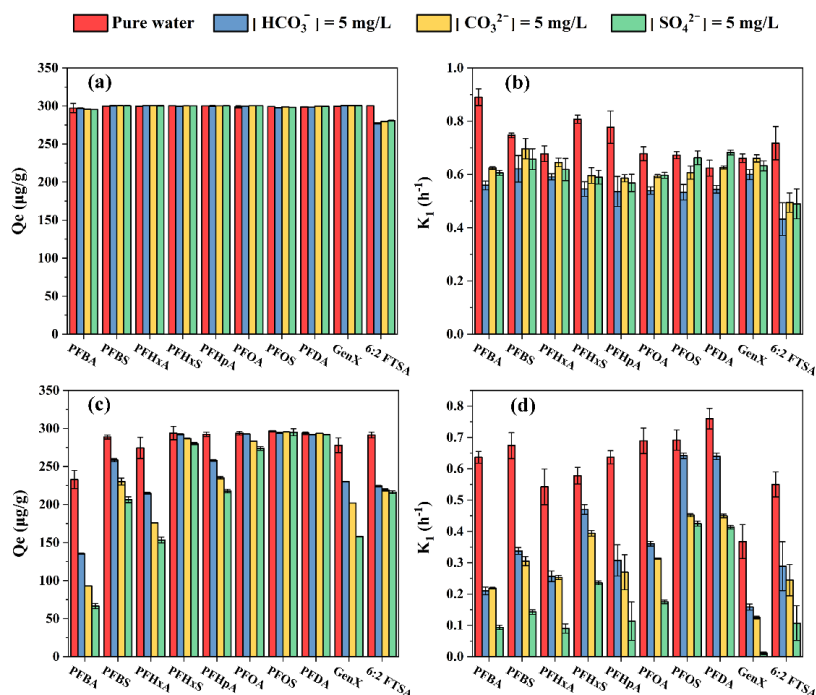 Pure water | HCO₃⁻ | = 5 mg/L | CO₃²⁻ | = 5 mg/L | SO₄²⁻ | = 5 mg/L
(a)
Qe (µg/g)
350
300
250
200
150
100
50
0
PFBA PFBS PFHxA PFHxS PFHpA PFOA PFOS PFDA GenX 6:2 FTSA
(b)
K₁ (h⁻¹)
1.0
0.8
0.6
0.4
0.2
0.0
PFBA PFBS PFHxA PFHxS PFHpA PFOA PFOS PFDA GenX 6:2 FTSA
(c)
Qe (µg/g)
350
300
250
200
150
100
50
0
PFBA PFBS PFHxA PFHxS PFHpA PFOA PFOS PFDA GenX 6:2 FTSA
(d)
K₁ (h⁻¹)
0.8
0.7
0.6
0.5
0.4
0.3
0.2
0.1
0.0
PFBA PFBS PFHxA PFHxS PFHpA PFOA PFOS PFDA GenX 6:2 FTSA